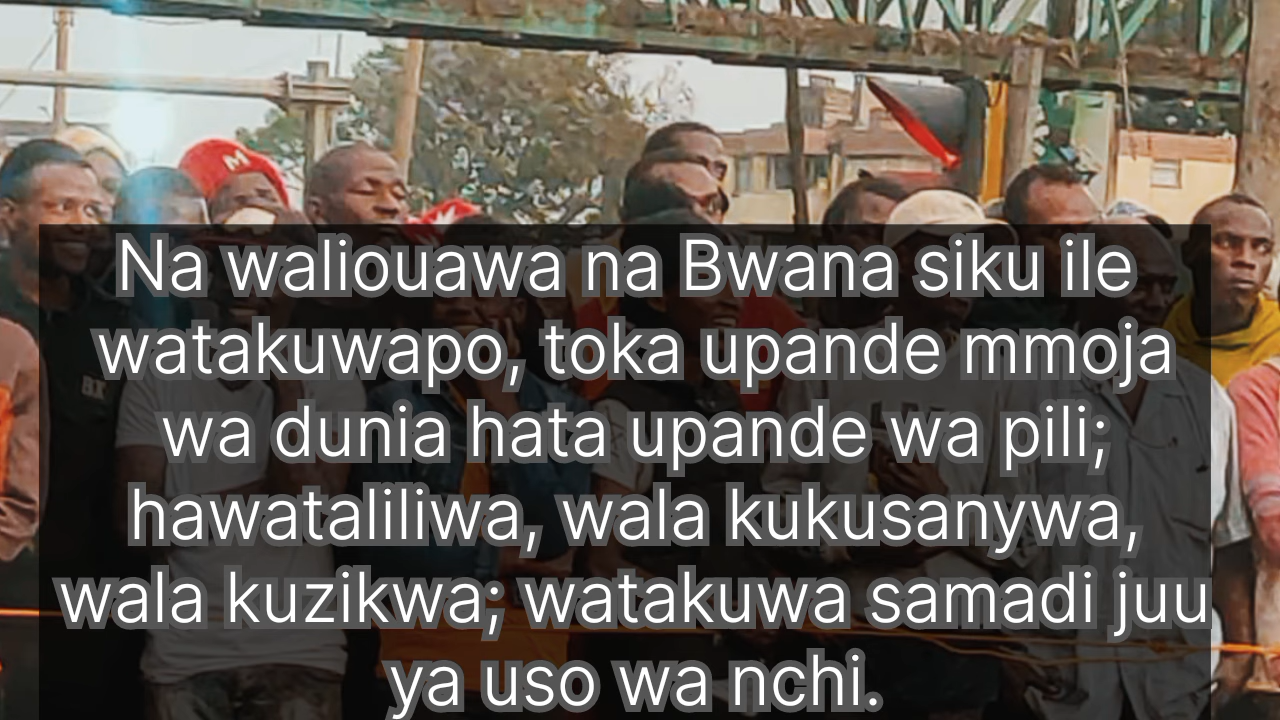 M
Na waliouawa na Bwana siku ile
watakuwapo, toka upande mmoja
wa dunia hata upande wa pili;
hawataliliwa, wala kukusanywa,
wala kuzikwa; watakuwa samadi juu
ya uso wa nchi.